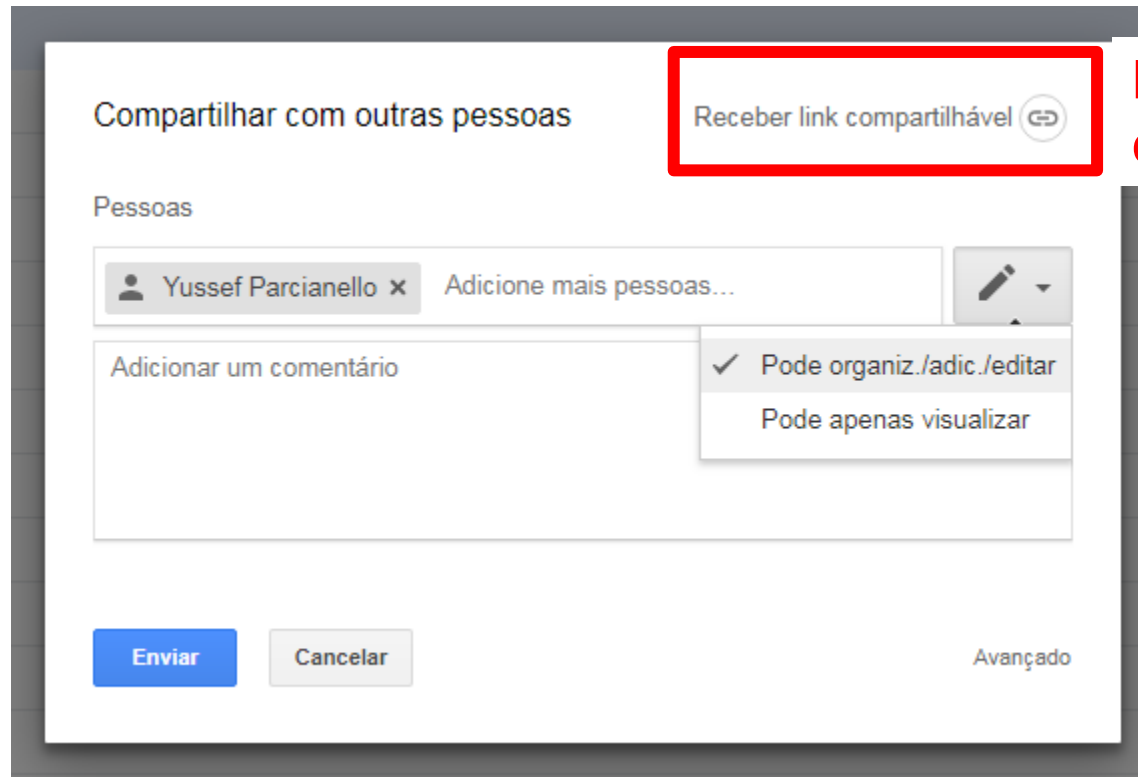 Compartilhar com outras pessoas
Receber link compartilhável
Pessoas
Yussef Parcianello × Adicione mais pessoas...
Adicionar um comentário
Pode organiz./adic./editar
Pode apenas visualizar
Enviar
Cancelar
Avançado